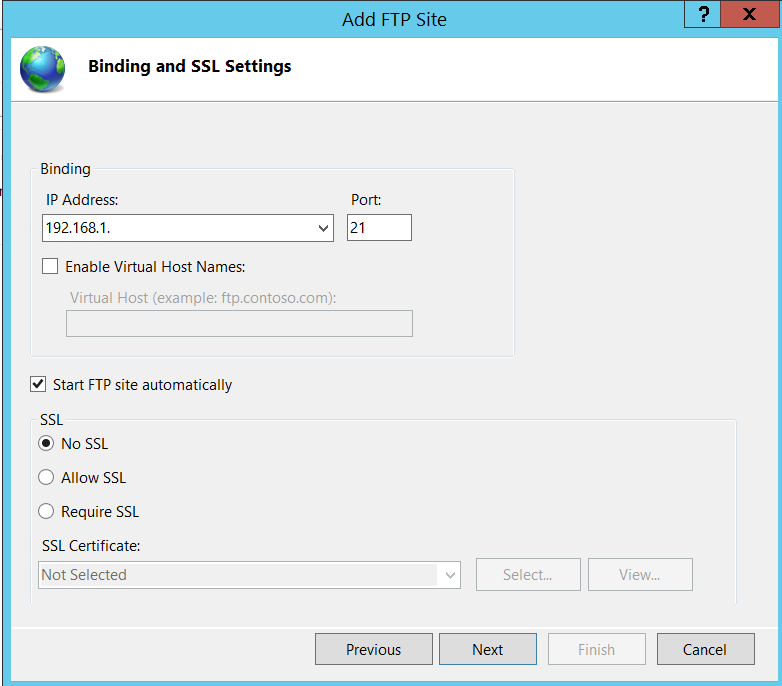 Add FTP Site
?
X
Binding and SSL Settings
Binding
IP Address: Port:
192.168.1. 21
Enable Virtual Host Names:
Virtual Host (example: ftp.contoso.com):
Start FTP site automatically
SSL
No SSL
Allow SSL
Require SSL
SSL Certificate:
Not Selected Select... View...
Previous Next Finish Cancel